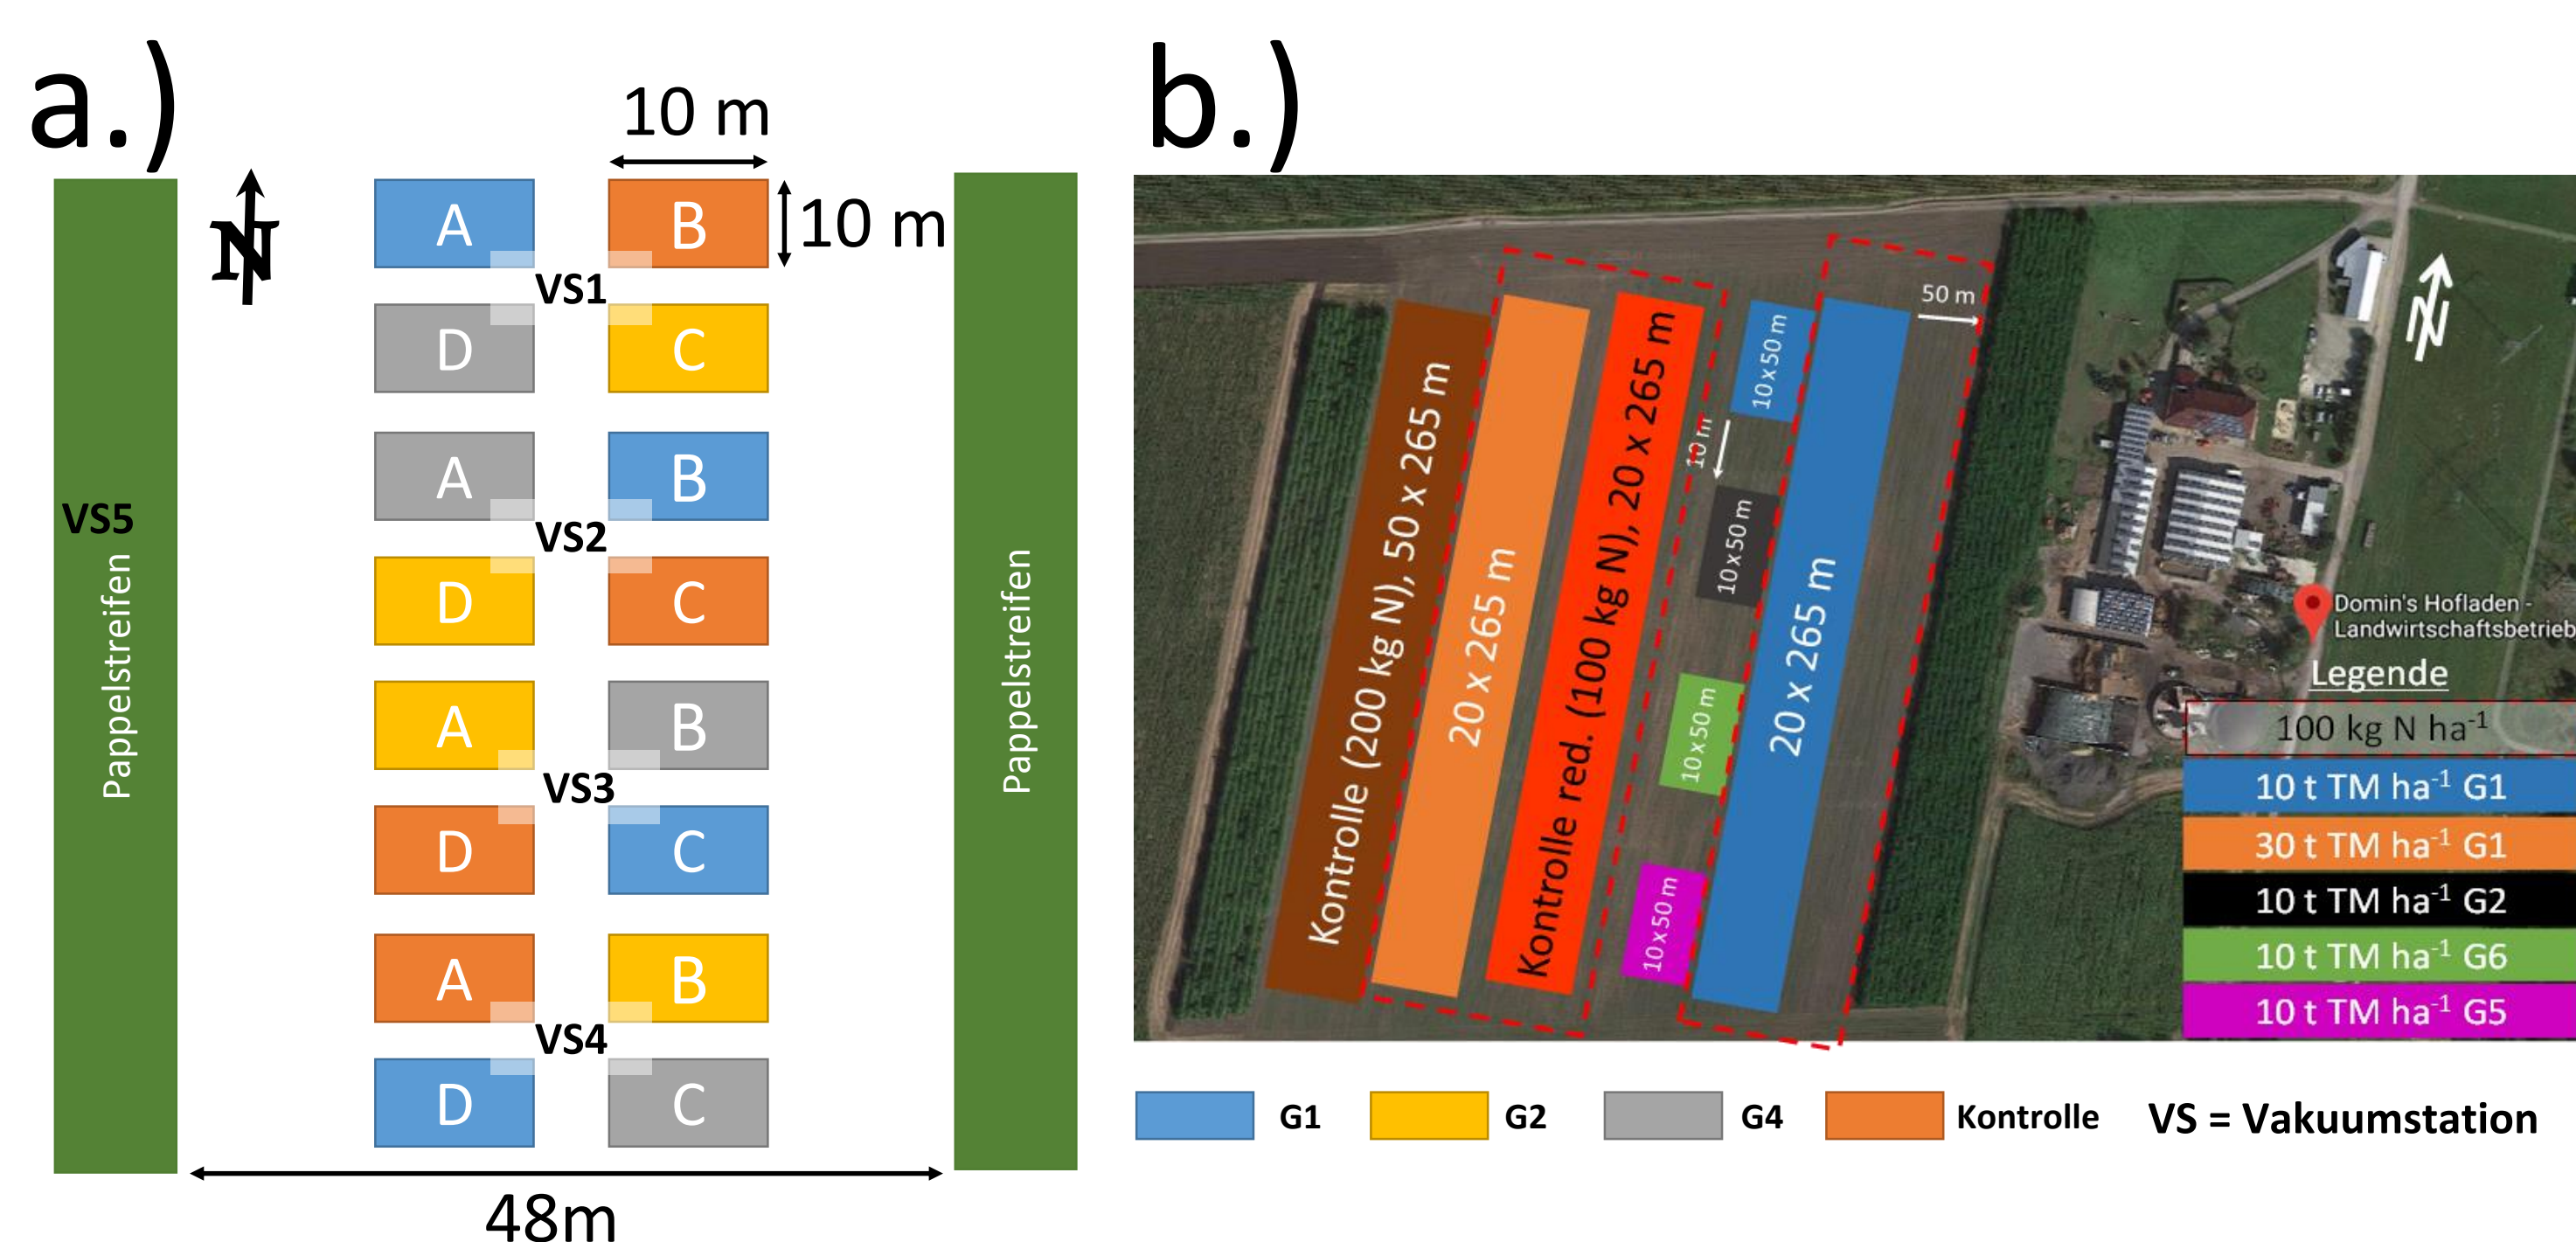 a.)
10 m
10 m
N
A
B
VS1
D
C
A
B
VS2
D
C
A
B
VS3
D
C
A
B
VS4
D
C
VS5
Pappelstreifen
Pappelstreifen
48m
b.)
Kontrolle (200 kg N), 50 x 265 m
20 x 265 m
Kontrolle red. (100 kg N), 20 x 265 m
10 x 50 m
10 m
10 x 50 m
10 x 50 m
10 x 50 m
20 x 265 m
50 m
N
Domin's Hofladen -
Landwirtschaftsbetrieb
Legende
100 kg N ha⁻¹
10 t TM ha⁻¹ G1
30 t TM ha⁻¹ G1
10 t TM ha⁻¹ G2
10 t TM ha⁻¹ G6
10 t TM ha⁻¹ G5
G1
G2
G4
Kontrolle
VS = Vakuumstation